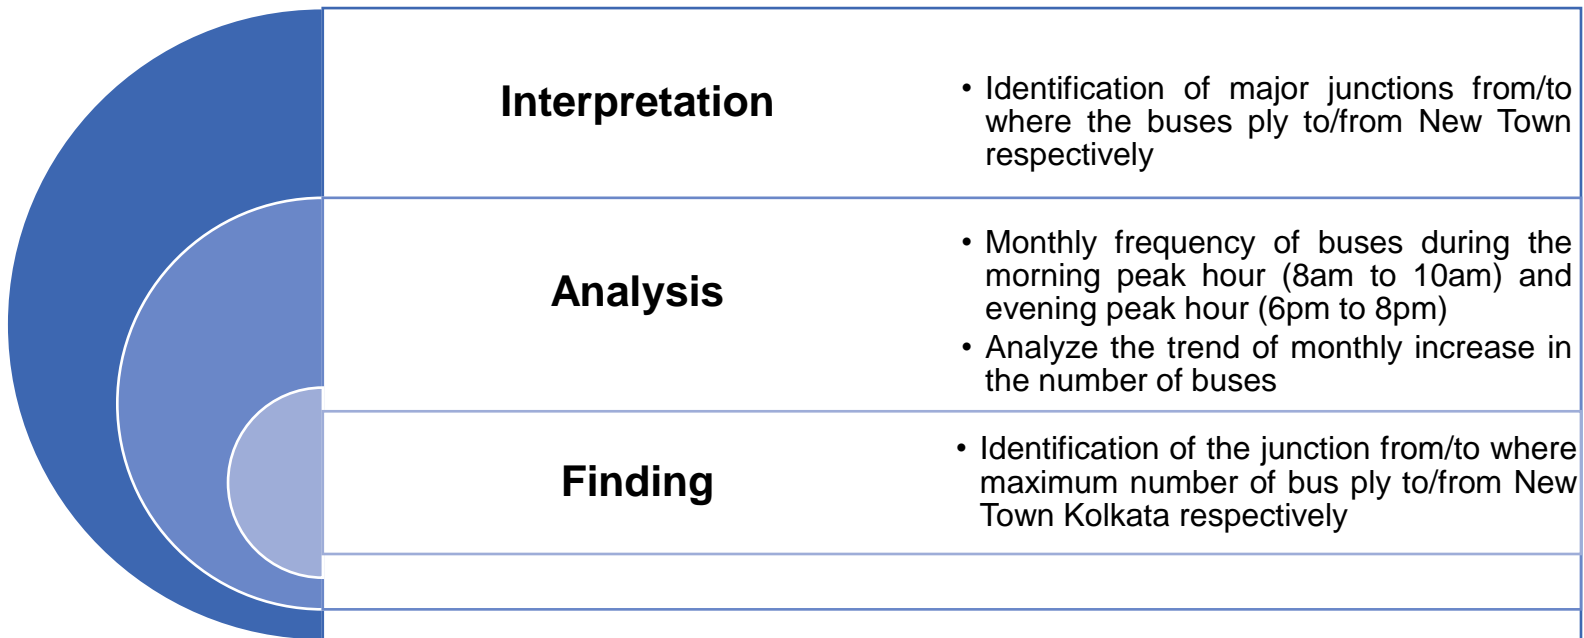 Interpretation
• Identification of major junctions from/to
where the buses ply to/from New Town
respectively
Analysis
• Monthly frequency of buses during the
morning peak hour (8am to 10am) and
evening peak hour (6pm to 8pm)
• Analyze the trend of monthly increase in
the number of buses
Finding
• Identification of the junction from/to where
maximum number of bus ply to/from New
Town Kolkata respectively